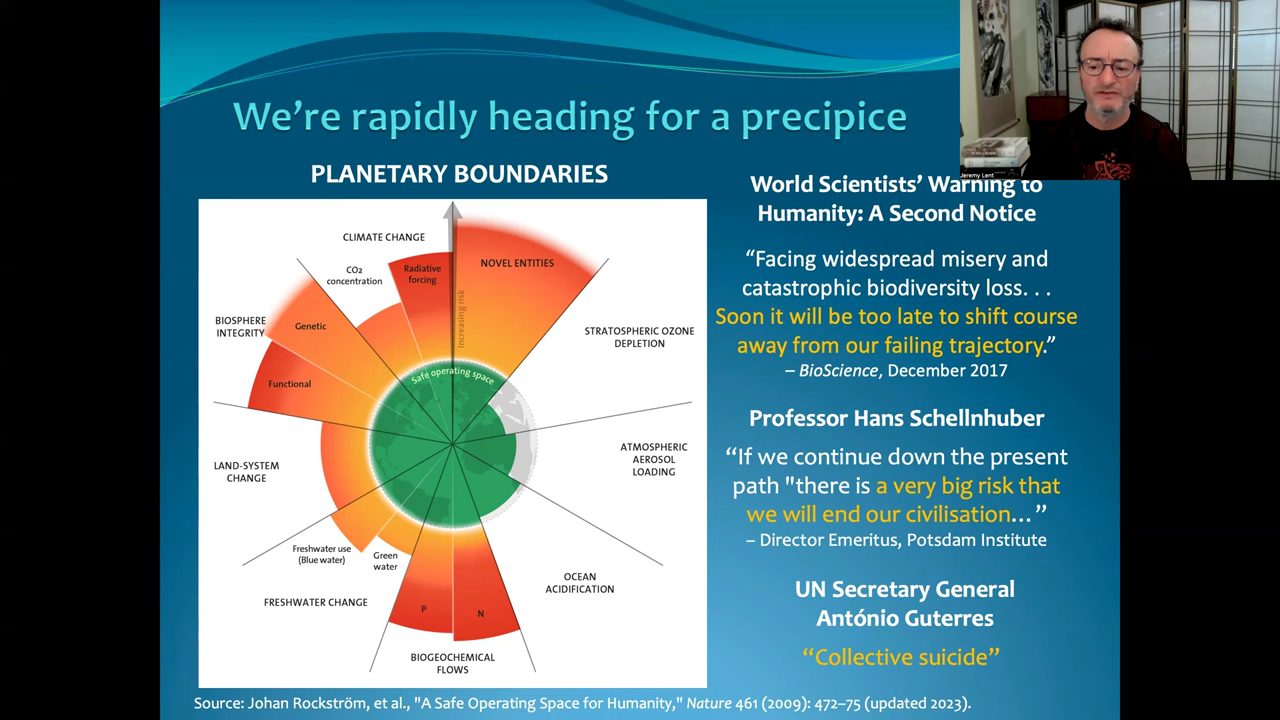 We're rapidly heading for a precipice
PLANETARY BOUNDARIES
CLIMATE CHANGE
CO2
concentration
Radiative
forcing
NOVEL ENTITIES
Increasing risk
BIOSPHERE
INTEGRITY
Genetic
Functional
STRATOSPHERIC OZONE
DEPLETION
Safe operating space
ATMOSPHERIC
AEROSOL
LOADING
LAND-SYSTEM
CHANGE
Freshwater use
(Blue water)
Green
water
FRESHWATER CHANGE
P
N
BIOGEOCHEMICAL
FLOWS
OCEAN
ACIDIFICATION
Jeremy Lent
World Scientists' Warning to
Humanity: A Second Notice
“Facing widespread misery and
catastrophic biodiversity loss. . .
Soon it will be too late to shift course
away from our failing trajectory.”
– BioScience, December 2017
Professor Hans Schellnhuber
“If we continue down the present
path "there is a very big risk that
we will end our civilisation…”
– Director Emeritus, Potsdam Institute
UN Secretary General
António Guterres
“Collective suicide”
Source: Johan Rockström, et al., "A Safe Operating Space for Humanity," Nature 461 (2009): 472–75 (updated 2023).